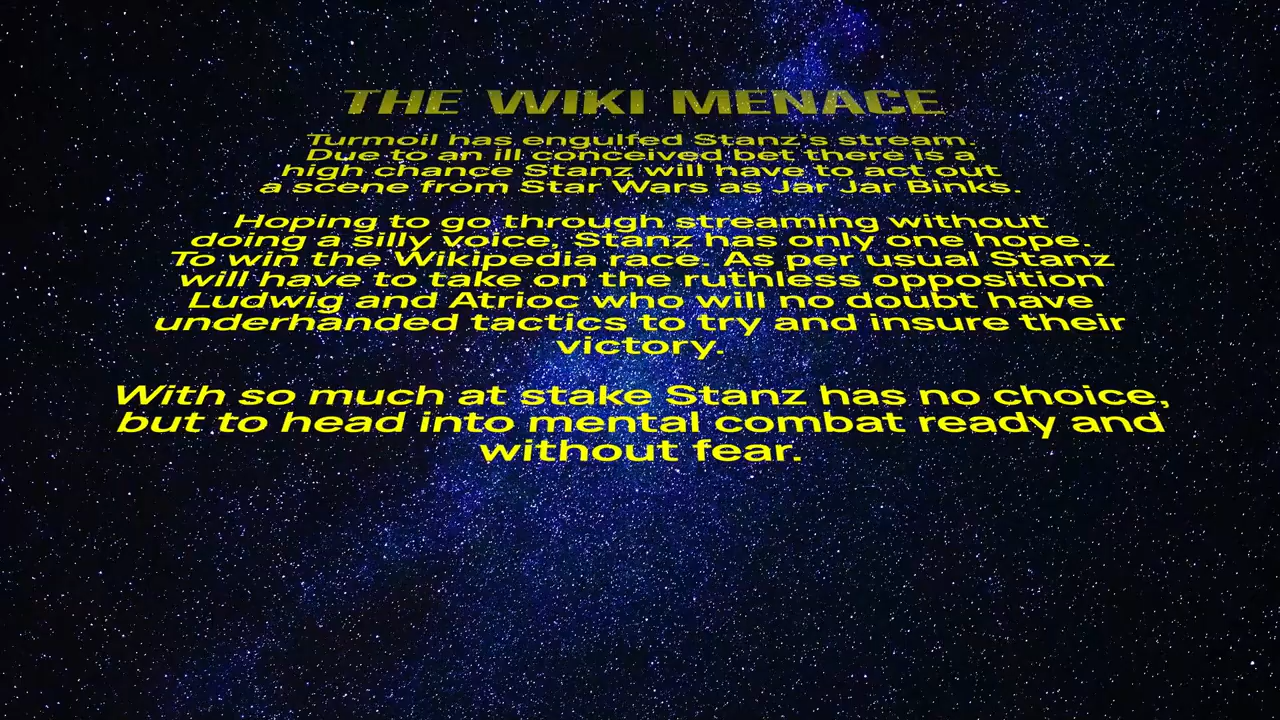 THE WIKI MENACE
Turmoil has engulfed Stanz's stream.
Due to an ill conceived bet there is a
high chance Stanz will have to act out
a scene from Star Wars as Jar Jar Binks.
Hoping to go through streaming without
doing a silly voice, Stanz has only one hope.
To win the Wikipedia race. As per usual Stanz
will have to take on the ruthless opposition
Ludwig and Atrioc who will no doubt have
underhanded tactics to try and insure their
victory.
With so much at stake Stanz has no choice,
but to head into mental combat ready and
without fear.